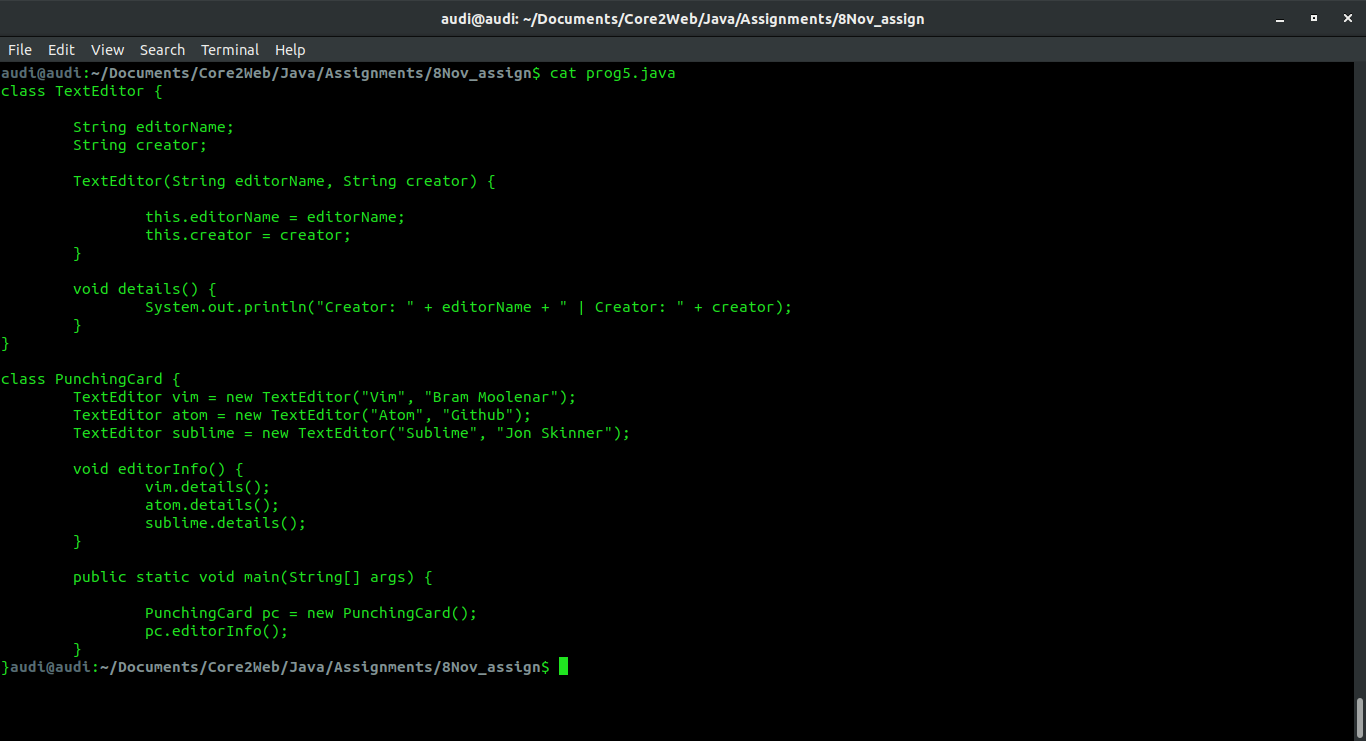 audi@audi: ~/Documents/Core2Web/Java/Assignments/8Nov_assign
File Edit View Search Terminal Help
audi@audi:~/Documents/Core2Web/Java/Assignments/8Nov_assign$ cat prog5.java
class TextEditor {
String editorName;
String creator;
TextEditor(String editorName, String creator) {
this.editorName = editorName;
this.creator = creator;
}
void details() {
System.out.println("Creator: " + editorName + " | Creator: " + creator);
}
}
class PunchingCard {
TextEditor vim = new TextEditor("Vim", "Bram Moolenar");
TextEditor atom = new TextEditor("Atom", "Github");
TextEditor sublime = new TextEditor("Sublime", "Jon Skinner");
void editorInfo() {
vim.details();
atom.details();
sublime.details();
}
public static void main(String[] args) {
PunchingCard pc = new PunchingCard();
pc.editorInfo();
}
}audi@audi:~/Documents/Core2Web/Java/Assignments/8Nov_assign$